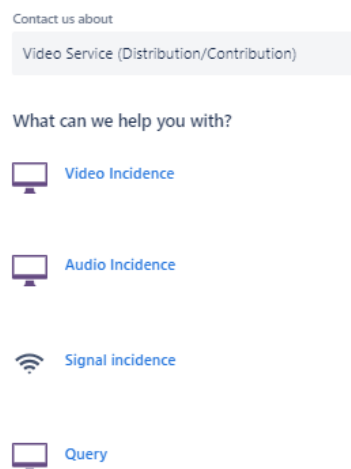 Contact us about
Video Service (Distribution/Contribution)
What can we help you with?
Video Incidence
Audio Incidence
Signal incidence
Query